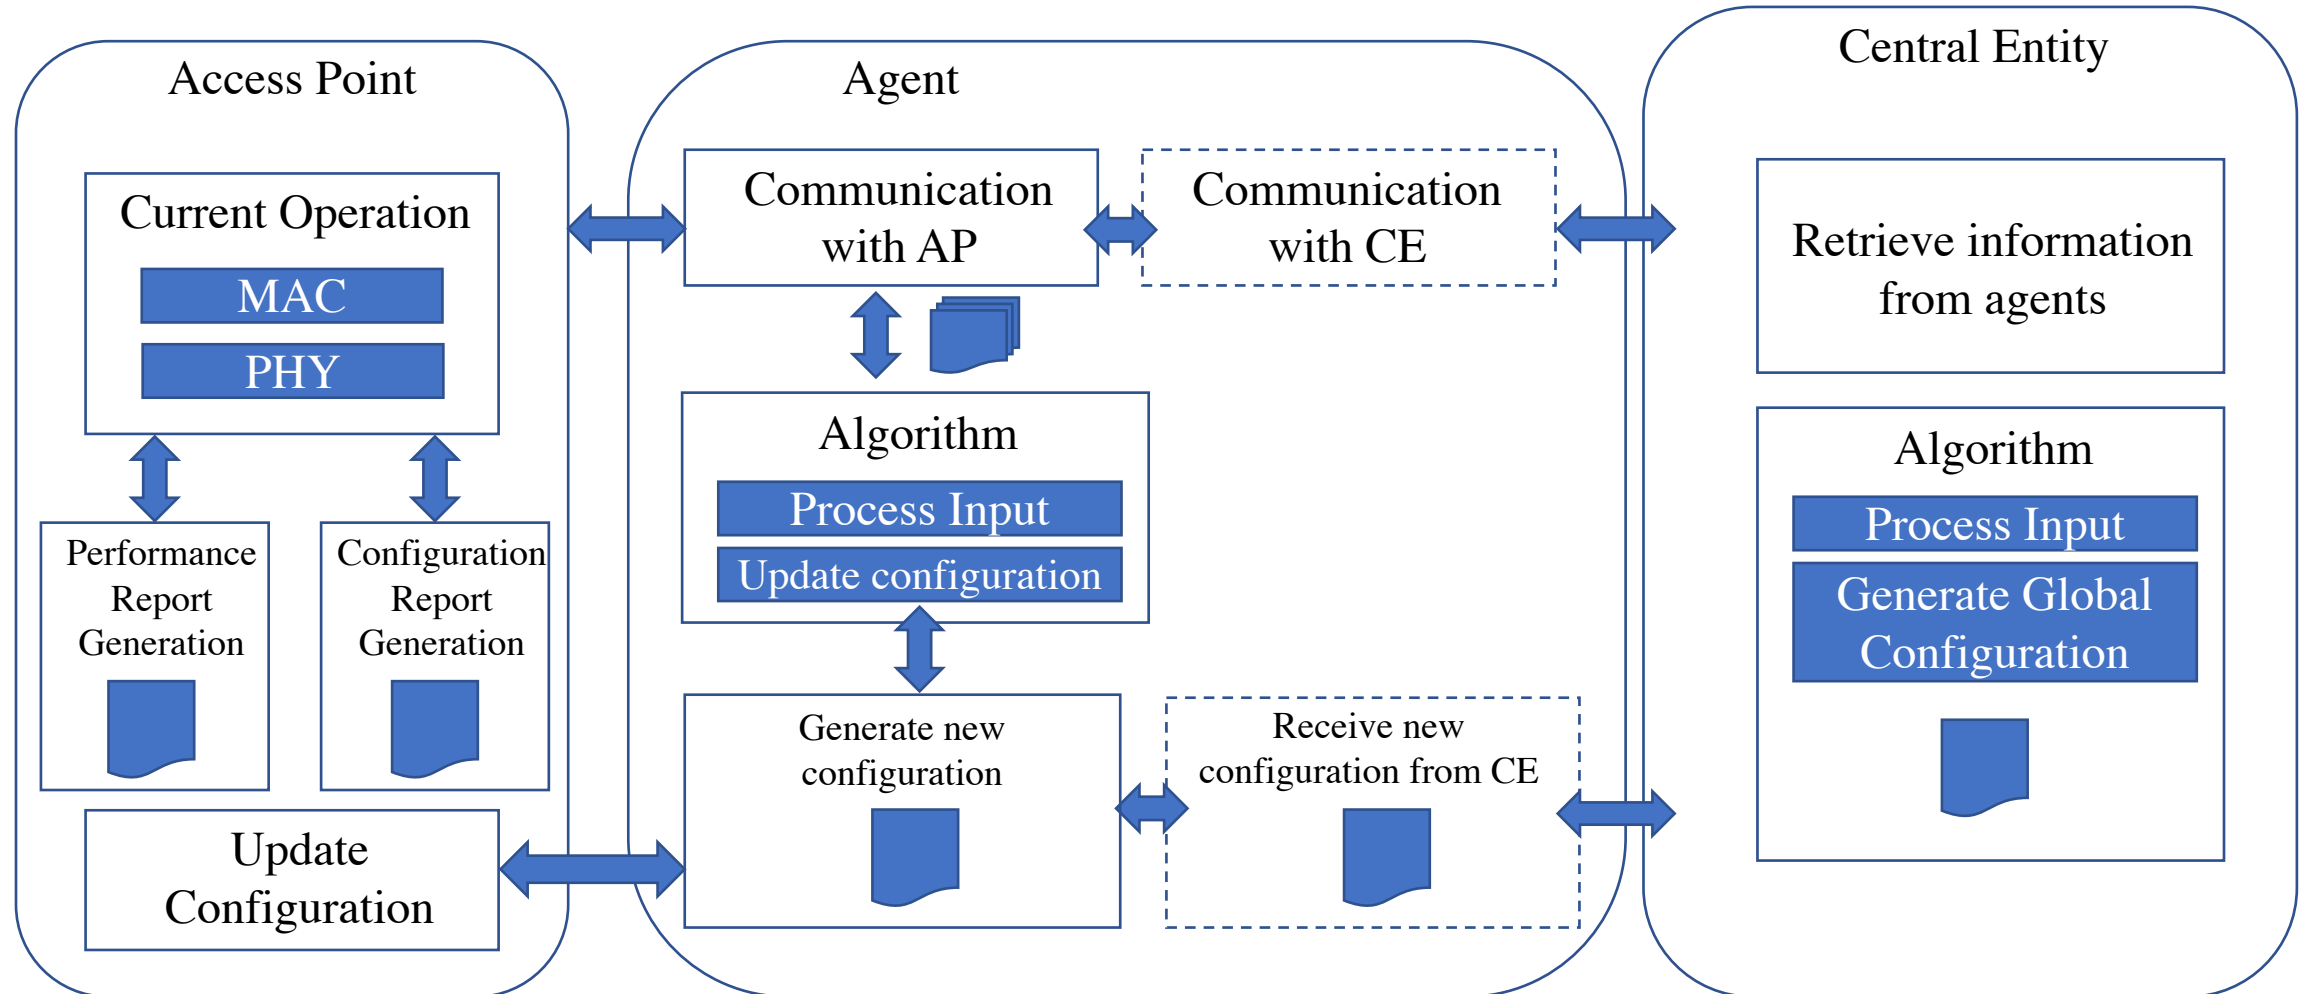 Access Point
Current Operation
MAC
PHY
Performance
Report
Generation
Configuration
Report
Generation
Update
Configuration
Agent
Communication
with AP
Communication
with CE
Algorithm
Process Input
Update configuration
Generate new
configuration
Receive new
configuration from CE
Central Entity
Retrieve information
from agents
Algorithm
Process Input
Generate Global
Configuration